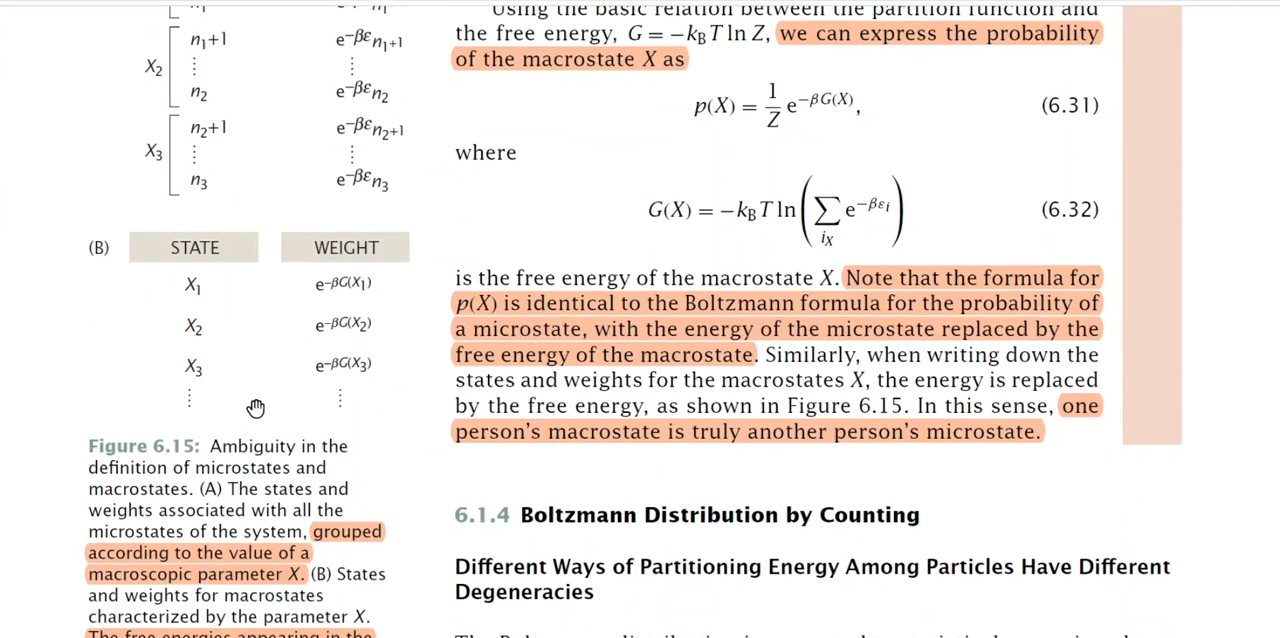 n1+1 e−βεn1+1
X2 ⋮ ⋮
n2 e−βεn2
n2+1 e−βεn2+1
X3 ⋮ ⋮
n3 e−βεn3
(B) STATE WEIGHT
X1 e−βG(X1)
X2 e−βG(X2)
X3 e−βG(X3)
⋮ ⋮
Figure 6.15: Ambiguity in the
definition of microstates and
macrostates. (A) The states and
weights associated with all the
microstates of the system, grouped
according to the value of a
macroscopic parameter X. (B) States
and weights for macrostates
characterized by the parameter X.
The free energies appearing in the
Using the basic relation between the partition function and
the free energy, G = −kBT ln Z, we can express the probability
of the macrostate X as
p(X) = 1/Z e−βG(X), (6.31)
where
G(X) = −kBT ln(∑iX e−βεi) (6.32)
is the free energy of the macrostate X. Note that the formula for
p(X) is identical to the Boltzmann formula for the probability of
a microstate, with the energy of the microstate replaced by the
free energy of the macrostate. Similarly, when writing down the
states and weights for the macrostates X, the energy is replaced
by the free energy, as shown in Figure 6.15. In this sense, one
person’s macrostate is truly another person’s microstate.
6.1.4 Boltzmann Distribution by Counting
Different Ways of Partitioning Energy Among Particles Have Different
Degeneracies